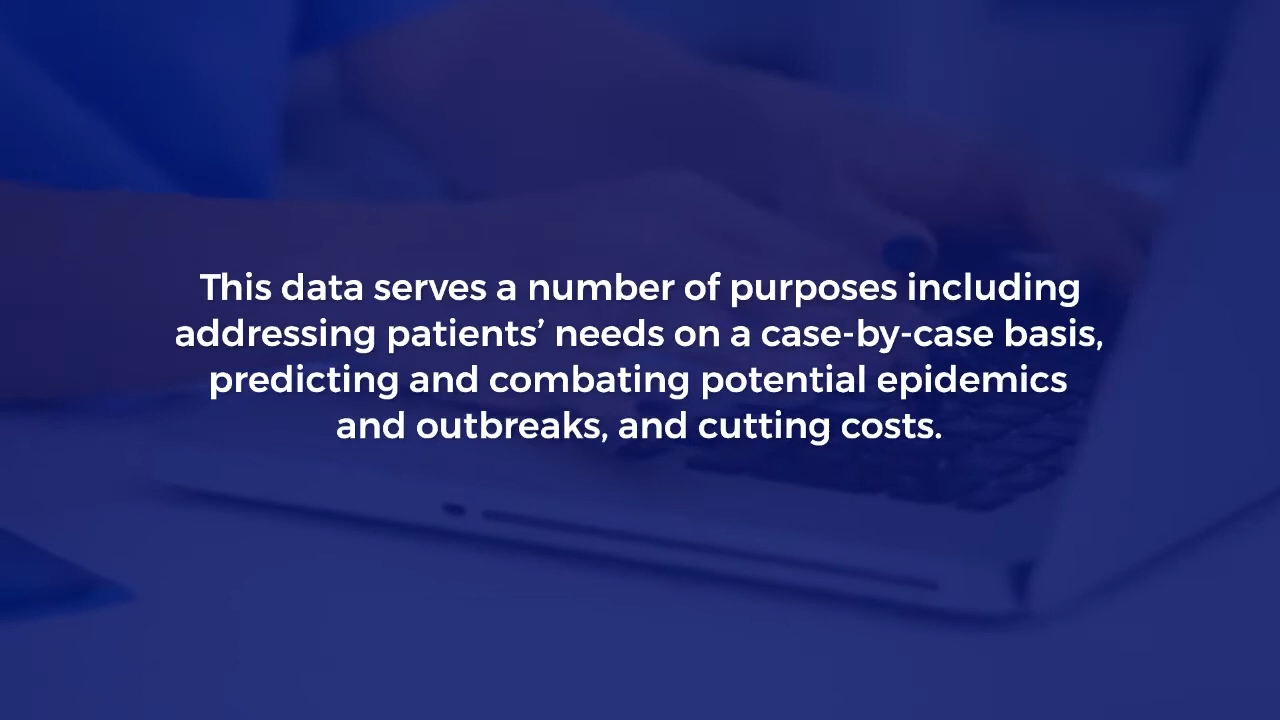 This data serves a number of purposes including
addressing patients’ needs on a case-by-case basis,
predicting and combating potential epidemics
and outbreaks, and cutting costs.